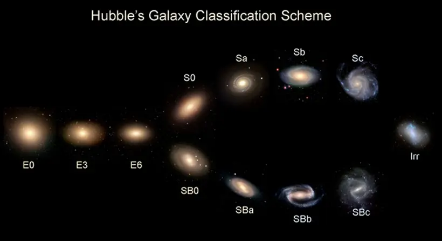 Hubble's Galaxy Classification Scheme
Sa
Sb
Sc
S0
E0
E3
E6
SB0
Irr
SBa
SBb
SBc